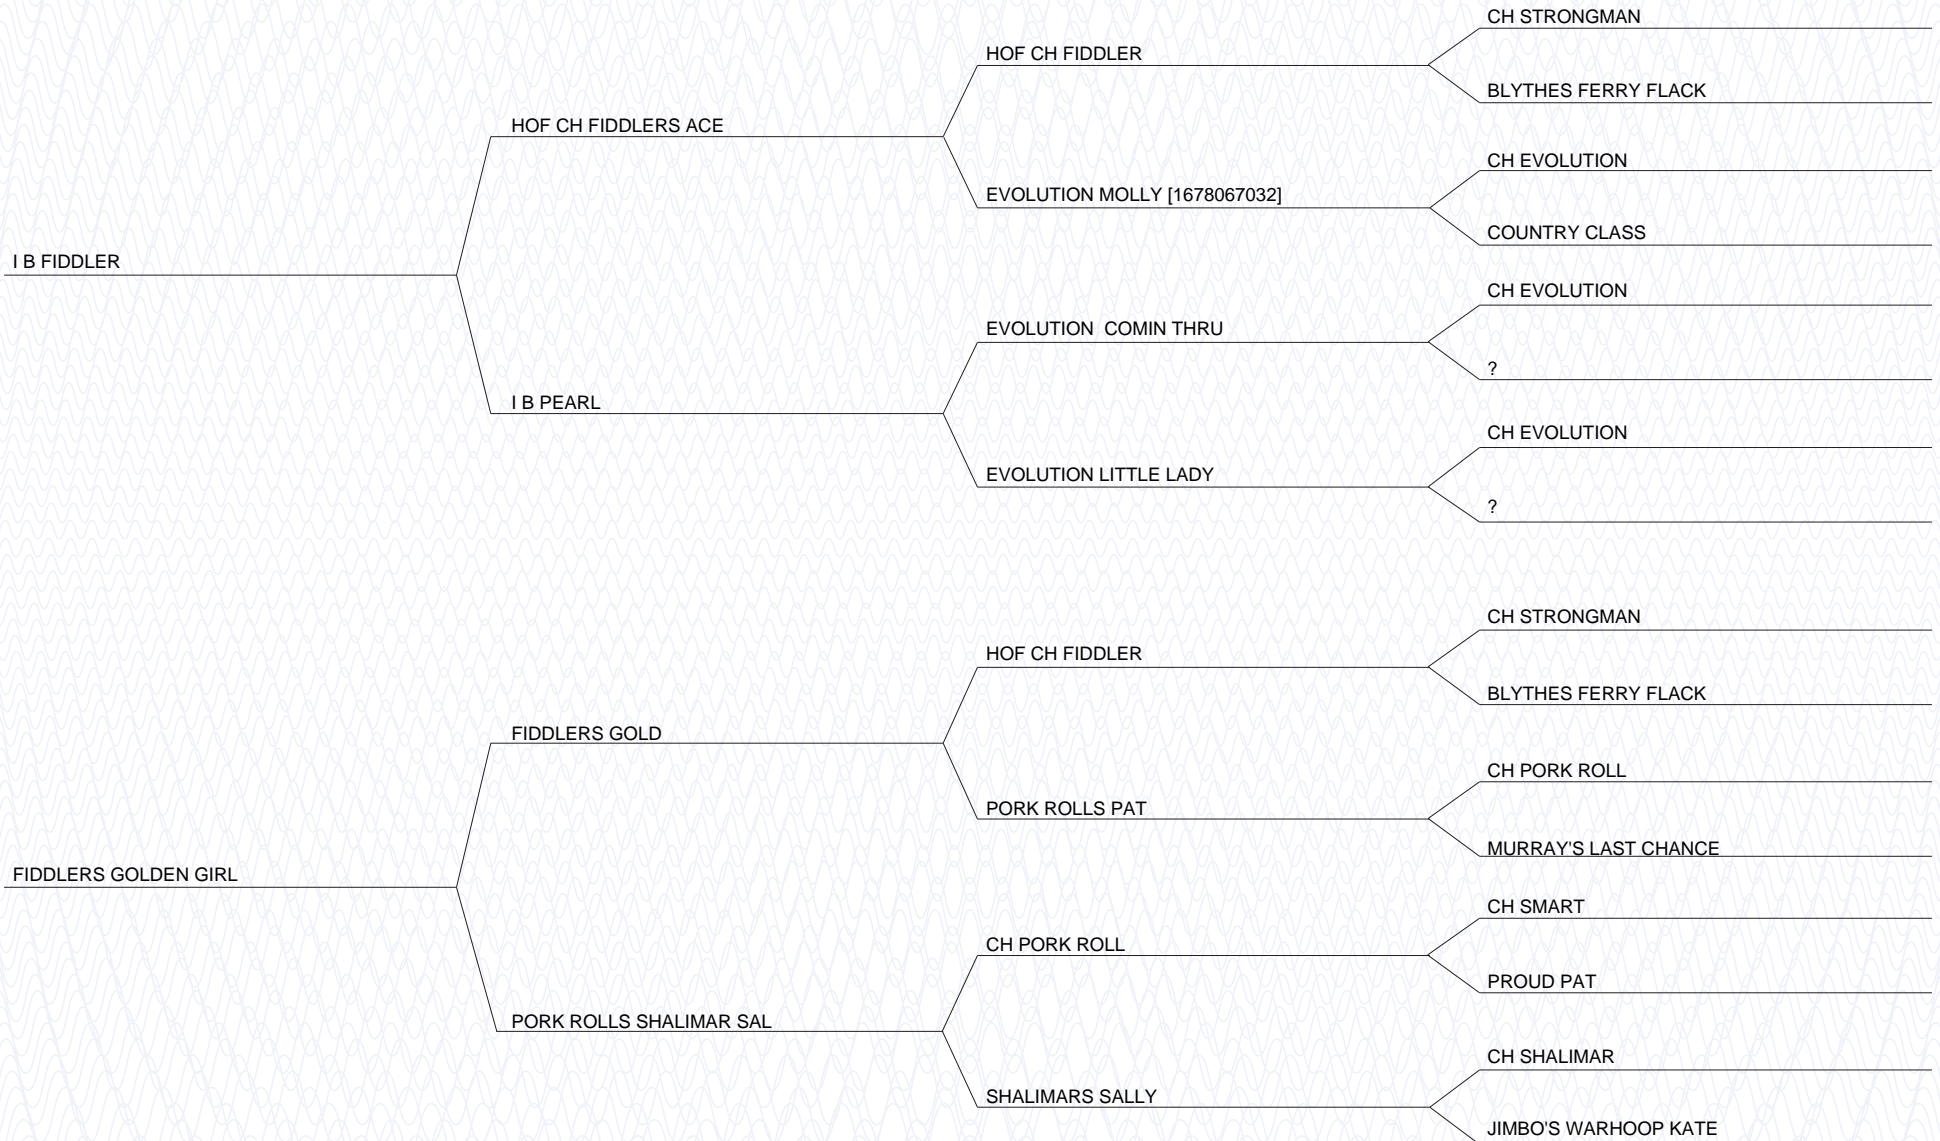 CH STRONGMAN
HOF CH FIDDLER
BLYTHES FERRY FLACK
HOF CH FIDDLERS ACE
CH EVOLUTION
EVOLUTION MOLLY [1678067032]
COUNTRY CLASS
I B FIDDLER
CH EVOLUTION
EVOLUTION  COMIN THRU
?
I B PEARL
CH EVOLUTION
EVOLUTION LITTLE LADY
?
CH STRONGMAN
HOF CH FIDDLER
BLYTHES FERRY FLACK
FIDDLERS GOLD
CH PORK ROLL
PORK ROLLS PAT
MURRAY'S LAST CHANCE
FIDDLERS GOLDEN GIRL
CH SMART
CH PORK ROLL
PROUD PAT
PORK ROLLS SHALIMAR SAL
CH SHALIMAR
SHALIMARS SALLY
JIMBO'S WARHOOP KATE